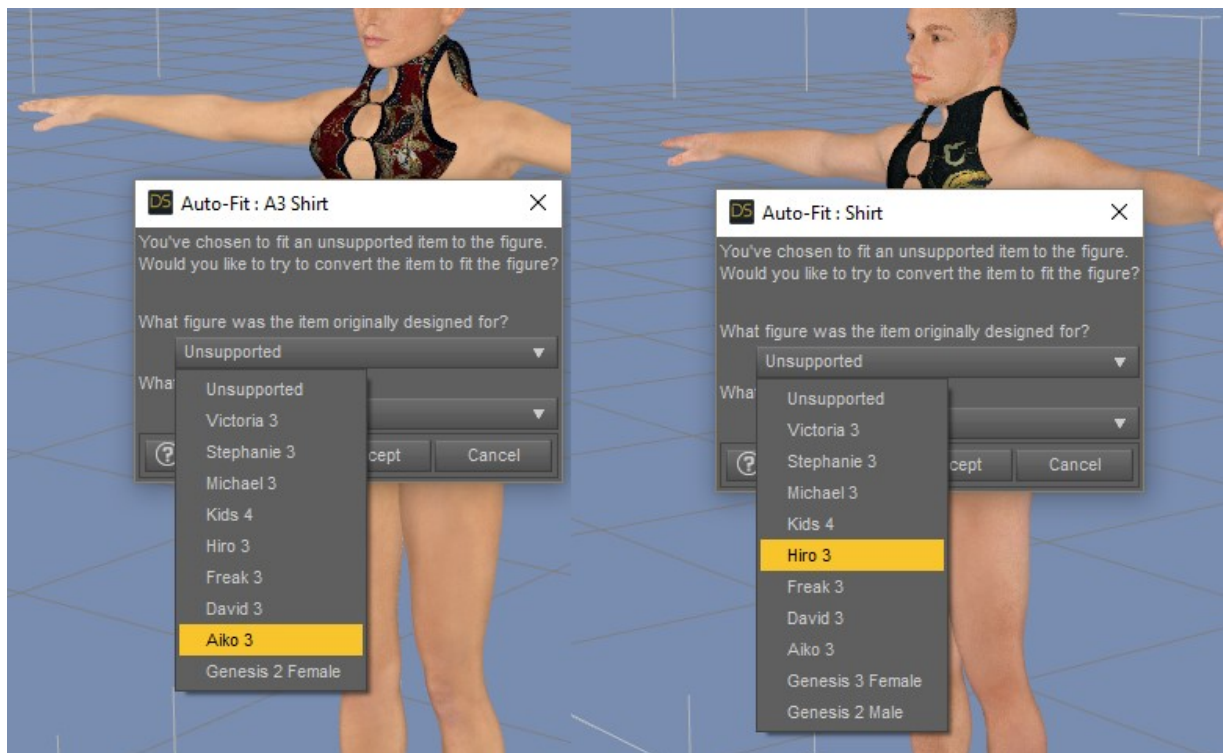 DS Auto-Fit : A3 Shirt
You've chosen to fit an unsupported item to the figure.
Would you like to try to convert the item to fit the figure?
What figure was the item originally designed for?
Unsupported
Unsupported
Victoria 3
Stephanie 3
Michael 3
Kids 4
Hiro 3
Freak 3
David 3
Aiko 3
Genesis 2 Female
? Cancel
DS Auto-Fit : Shirt
You've chosen to fit an unsupported item to the figure.
Would you like to try to convert the item to fit the figure?
What figure was the item originally designed for?
Unsupported
Unsupported
Victoria 3
Stephanie 3
Michael 3
Kids 4
Hiro 3
Freak 3
David 3
Aiko 3
Genesis 3 Female
Genesis 2 Male
? Cancel